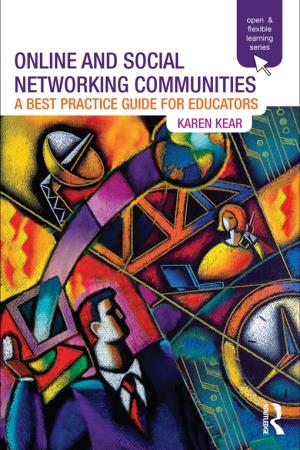 open &
flexible
learning
series
ONLINE AND SOCIAL
NETWORKING COMMUNITIES
A BEST PRACTICE GUIDE FOR EDUCATORS
KAREN KEAR
ROUTLEDGE